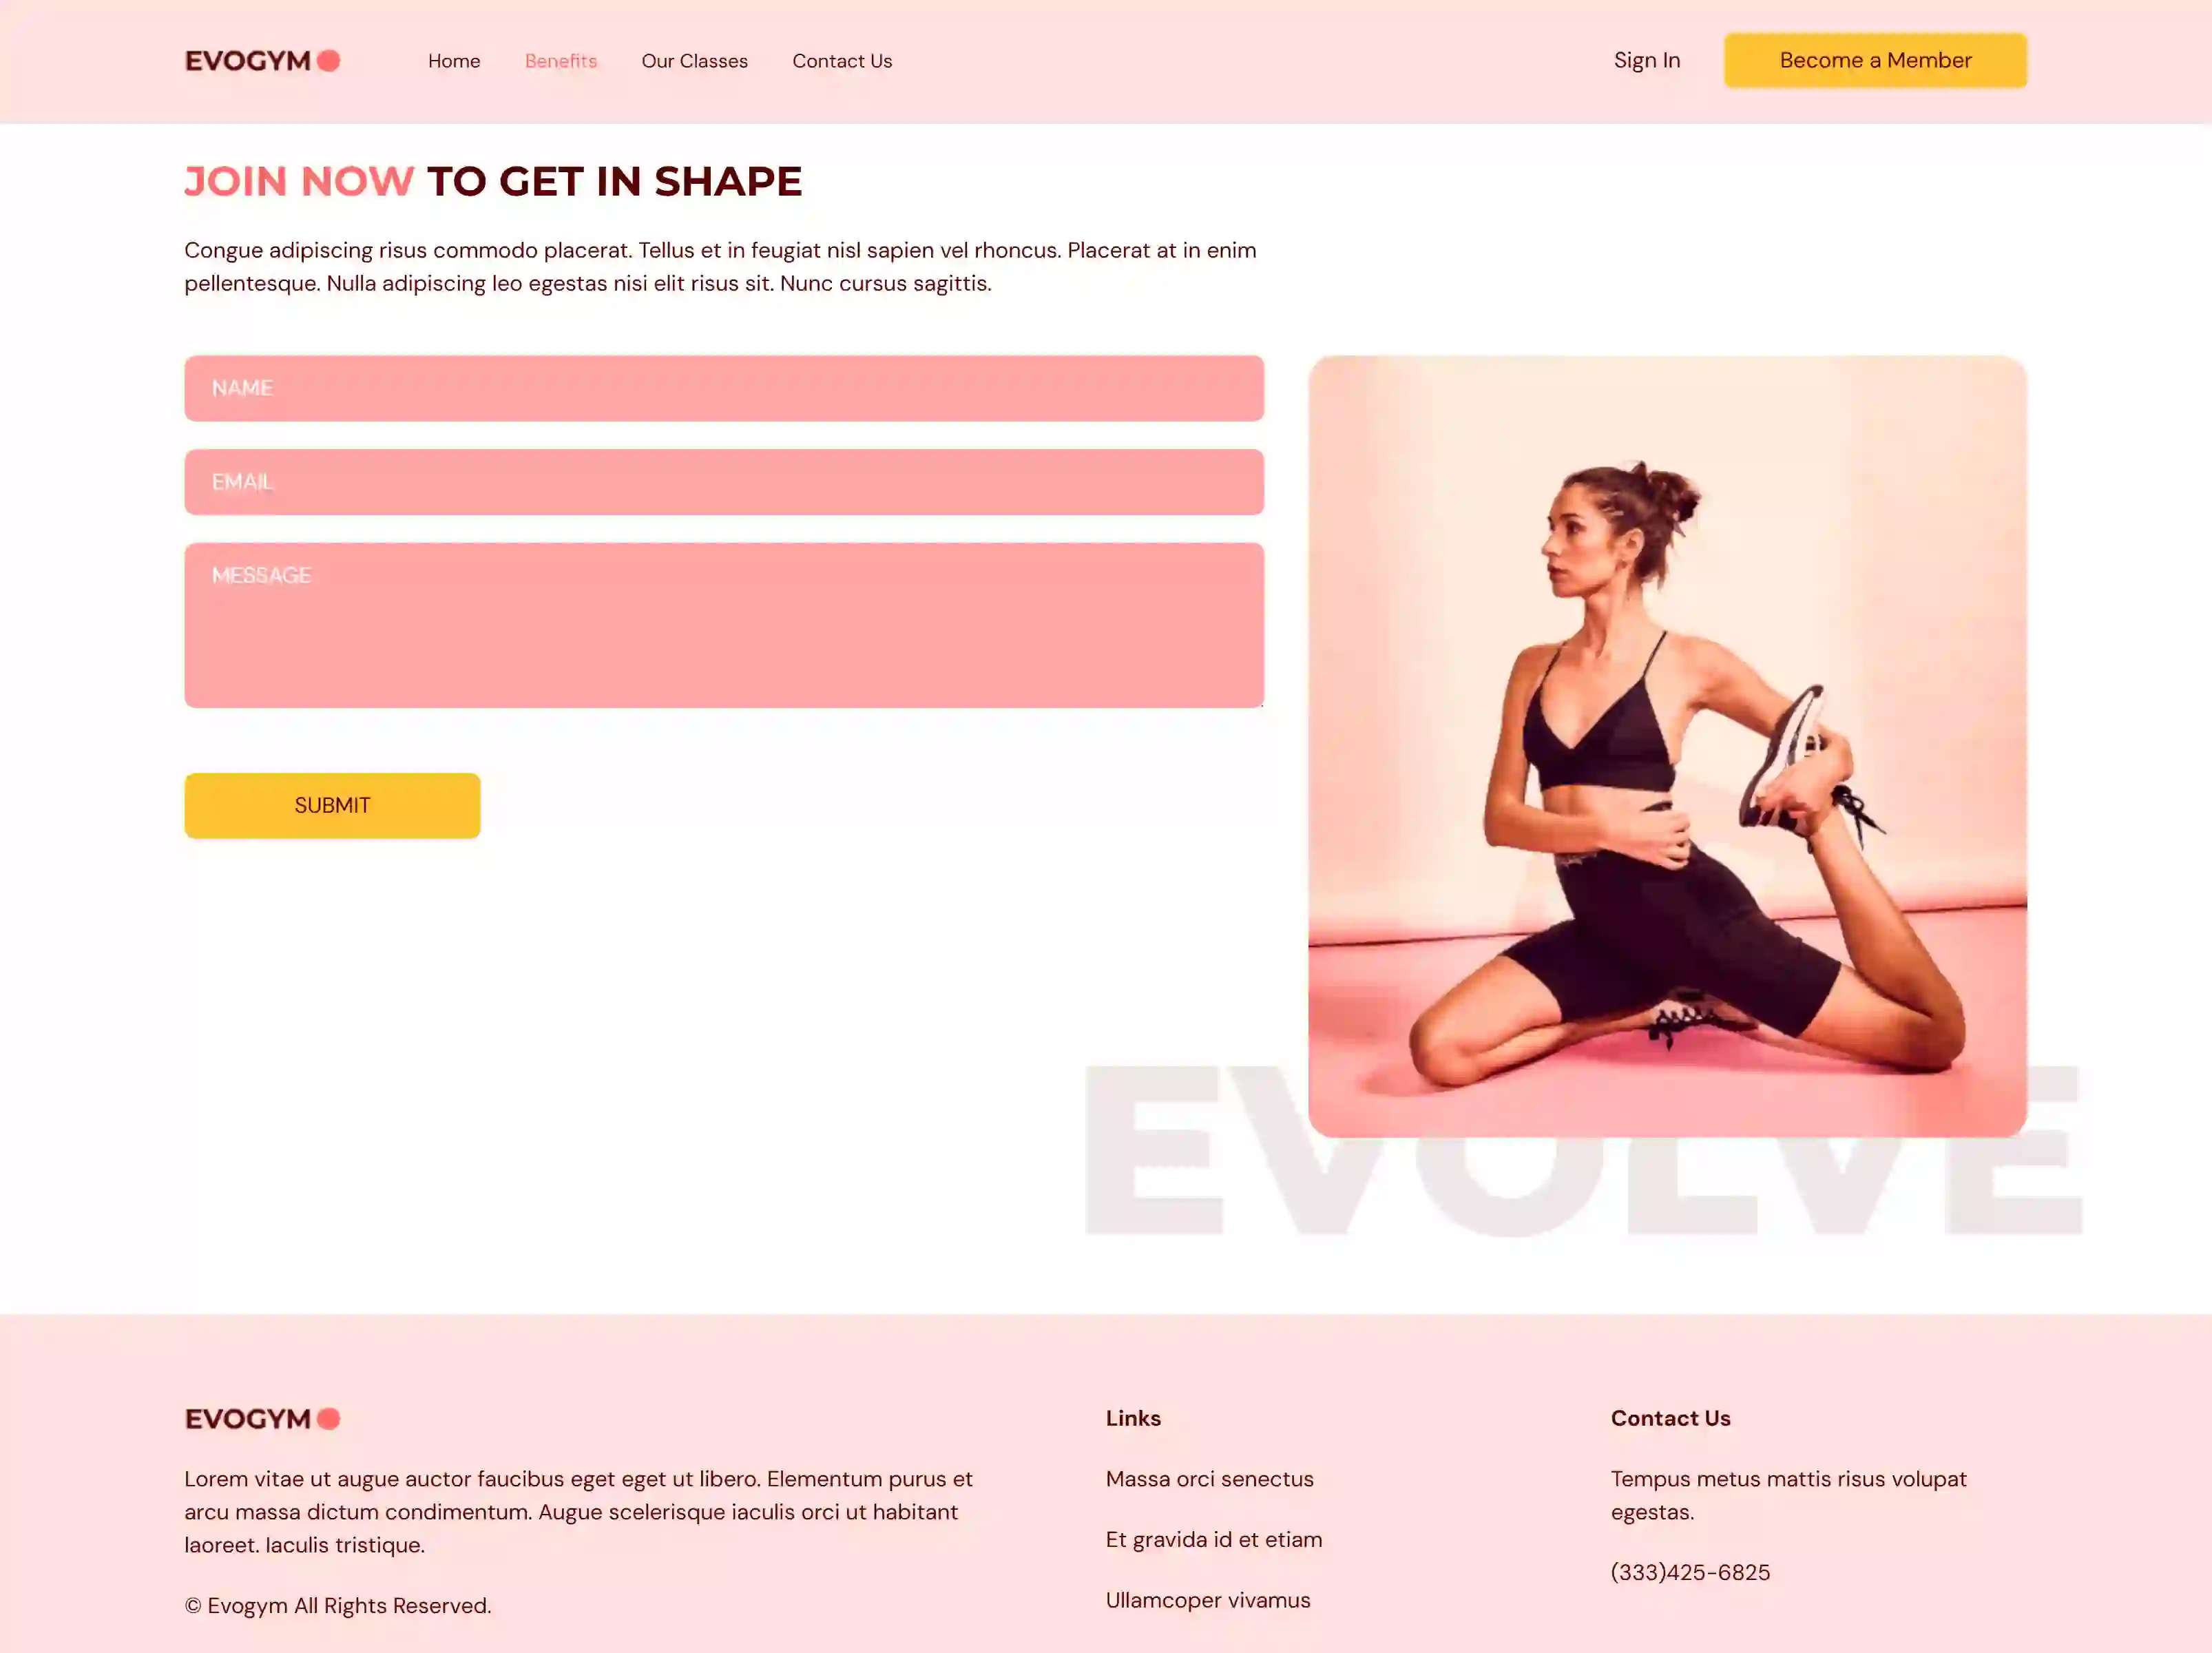 EVOGYM
Home
Benefits
Our Classes
Contact Us
Sign In
Become a Member
JOIN NOW TO GET IN SHAPE
Congue adipiscing risus commodo placerat. Tellus et in feugiat nisl sapien vel rhoncus. Placerat at in enim
pellentesque. Nulla adipiscing leo egestas nisi elit risus sit. Nunc cursus sagittis.
NAME
EMAIL
MESSAGE
SUBMIT
EVOLVE
EVOGYM
Lorem vitae ut augue auctor faucibus eget eget ut libero. Elementum purus et
arcu massa dictum condimentum. Augue scelerisque iaculis orci ut habitant
laoreet. Iaculis tristique.
© Evogym All Rights Reserved.
Links
Massa orci senectus
Et gravida id et etiam
Ullamcoper vivamus
Contact Us
Tempus metus mattis risus volupat
egestas.
(333)425-6825